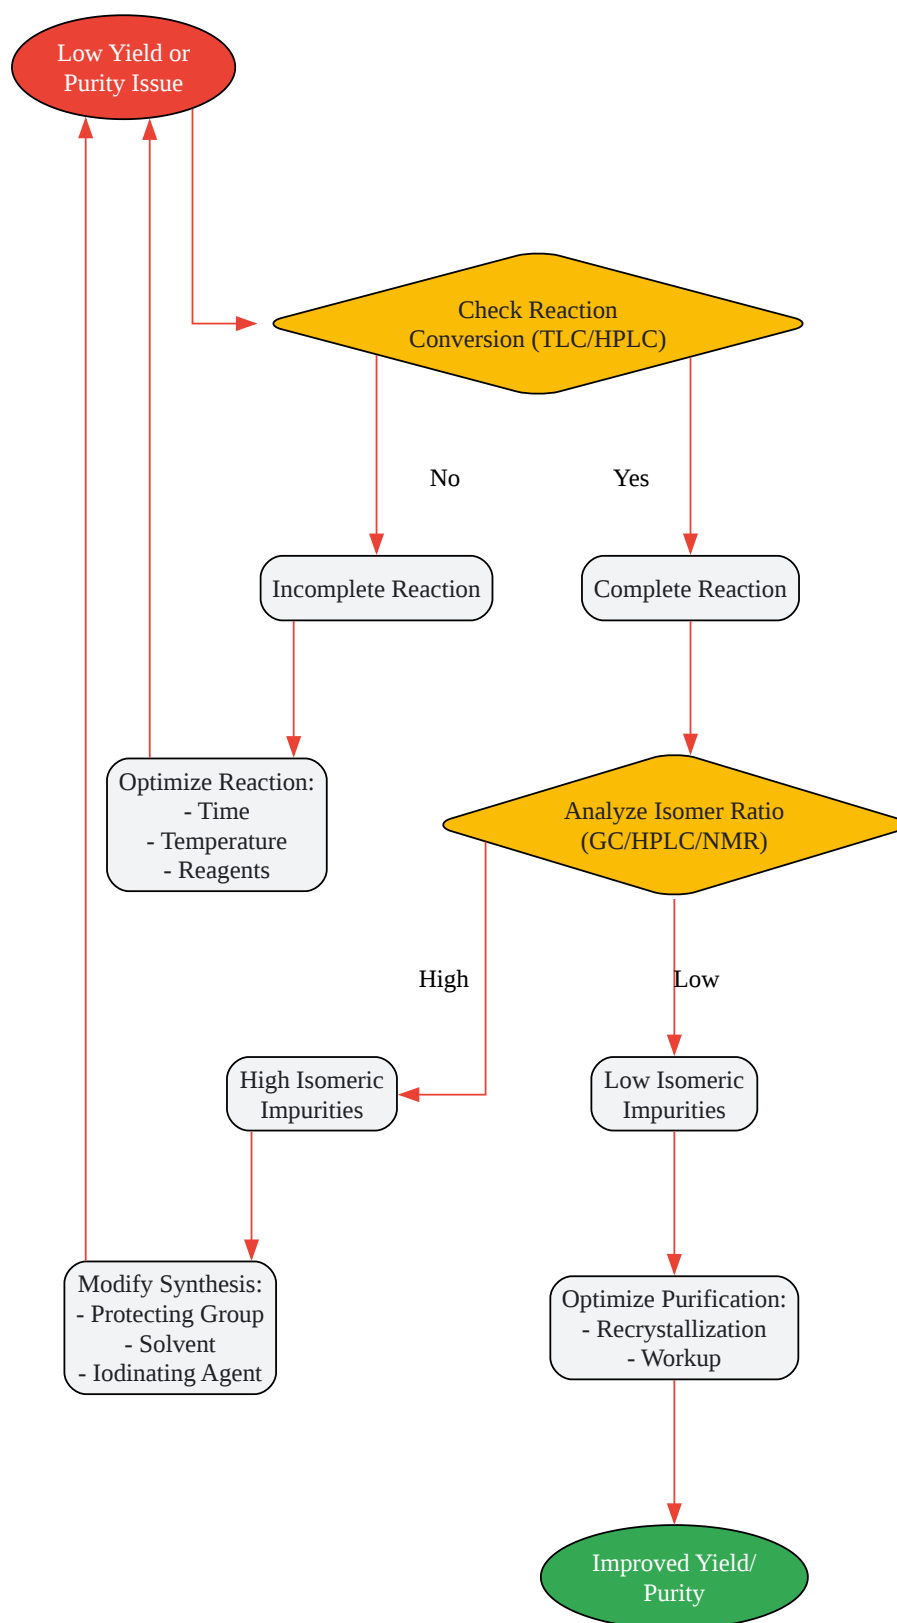 Low Yield or
Purity Issue
Check Reaction
Conversion (TLC/HPLC)
No
Yes
Incomplete Reaction
Complete Reaction
Optimize Reaction:
- Time
- Temperature
- Reagents
Analyze Isomer Ratio
(GC/HPLC/NMR)
High
Low
High Isomeric
Impurities
Low Isomeric
Impurities
Modify Synthesis:
- Protecting Group
- Solvent
- Iodinating Agent
Optimize Purification:
- Recrystallization
- Workup
Improved Yield/
Purity